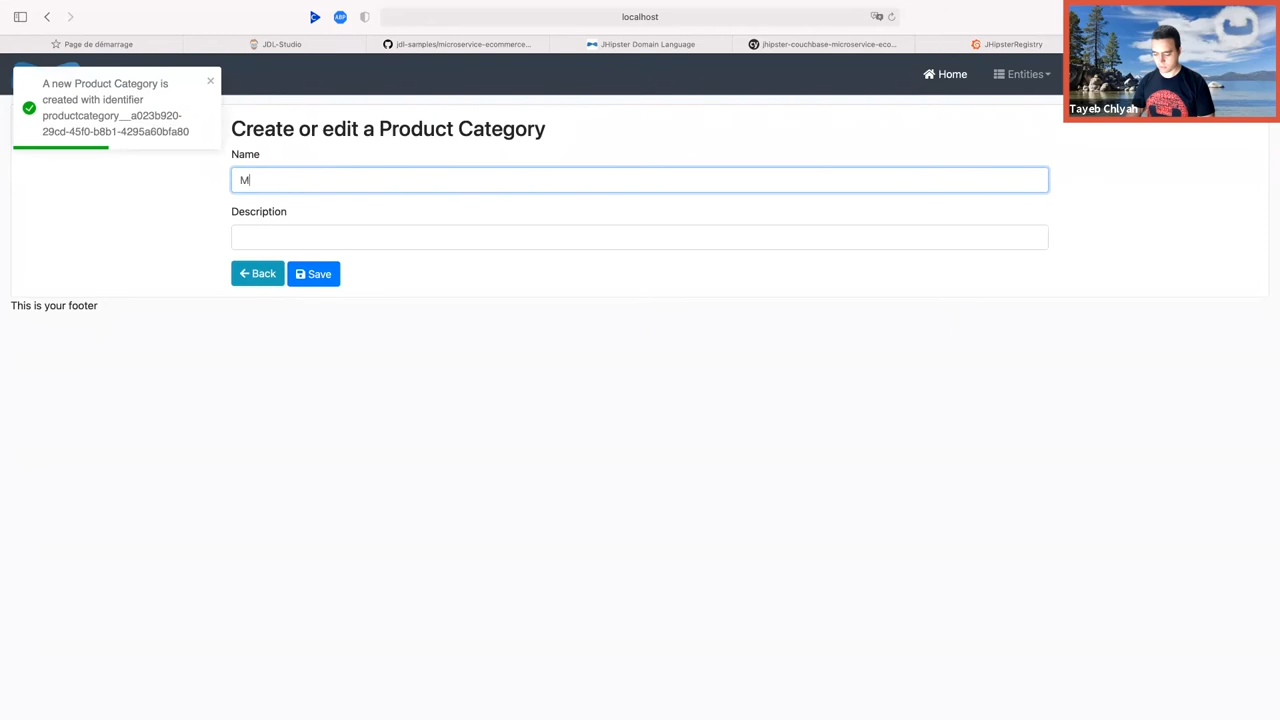 ABP
localhost
Page de démarrage
JDL-Studio
jdl-samples/microservice-ecommerce...
JHipster Domain Language
jhipster-couchbase-microservice-eco...
JHipsterRegistry
Home
Entities
A new Product Category is
created with identifier
productcategory__a023b920-
29cd-45f0-b8b1-4295a60bfa80
Create or edit a Product Category
Name
M
Description
Back
Save
This is your footer
Tayeb Chlyah